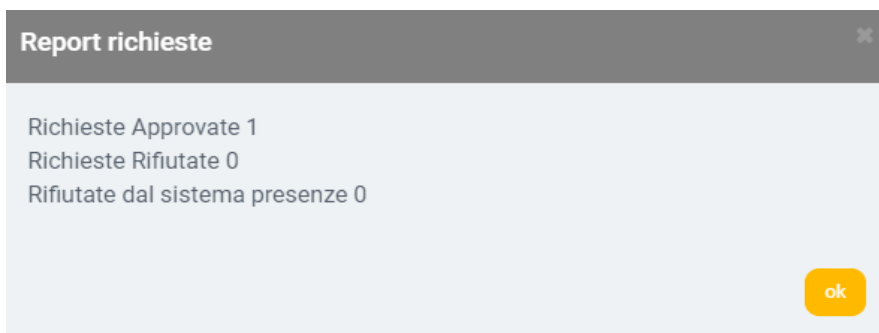 Report richieste
Richieste Approvate 1
Richieste Rifiutate 0
Rifiutate dal sistema presenze 0
ok